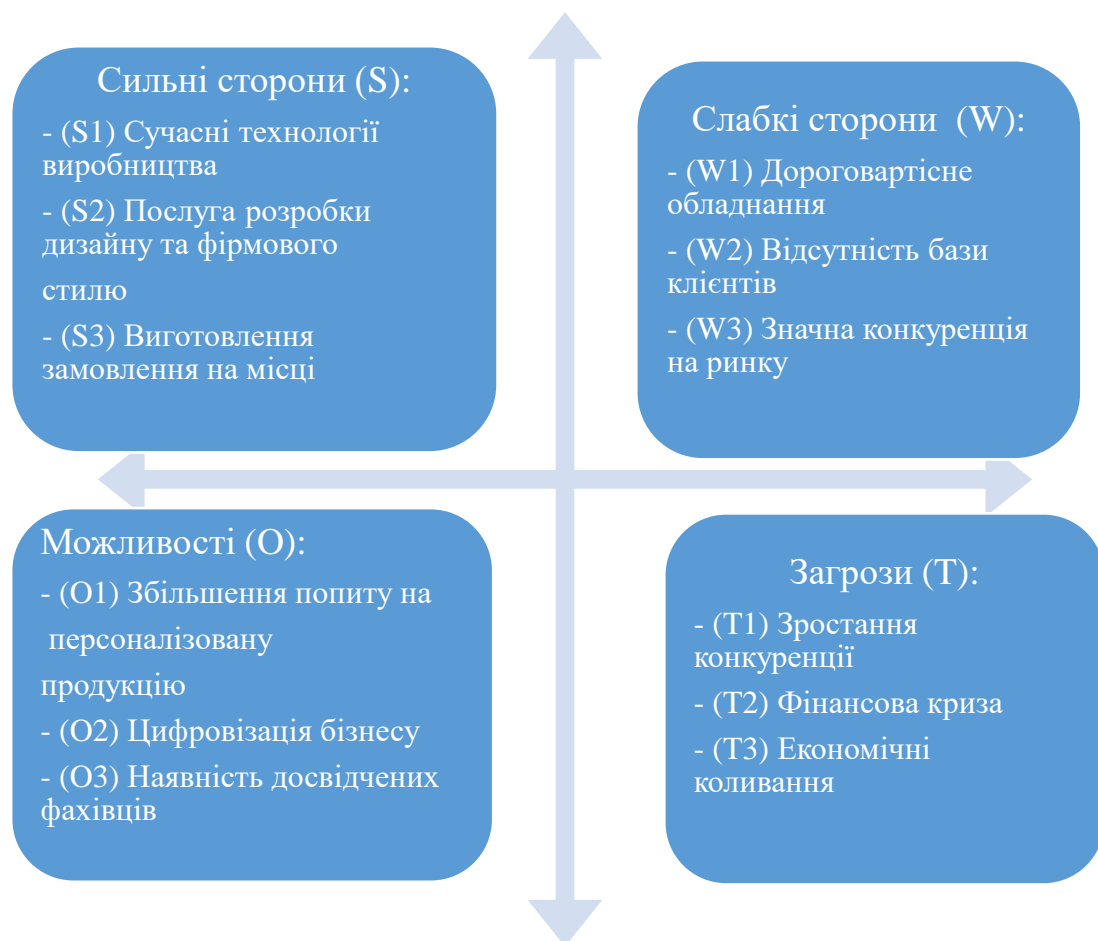 Сильні сторони (S):
- (S1) Сучасні технології
виробництва
- (S2) Послуга розробки
дизайну та фірмового
стилю
- (S3) Виготовлення
замовлення на місці
Слабкі сторони (W):
- (W1) Дороговартісне
обладнання
- (W2) Відсутність бази
клієнтів
- (W3) Значна конкуренція
на ринку
Можливості (O):
- (O1) Збільшення попиту на
персоналізовану
продукцію
- (O2) Цифровізація бізнесу
- (O3) Наявність досвідчених
фахівців
Загрози (T):
- (T1) Зростання
конкуренції
- (T2) Фінансова криза
- (T3) Економічні
коливання